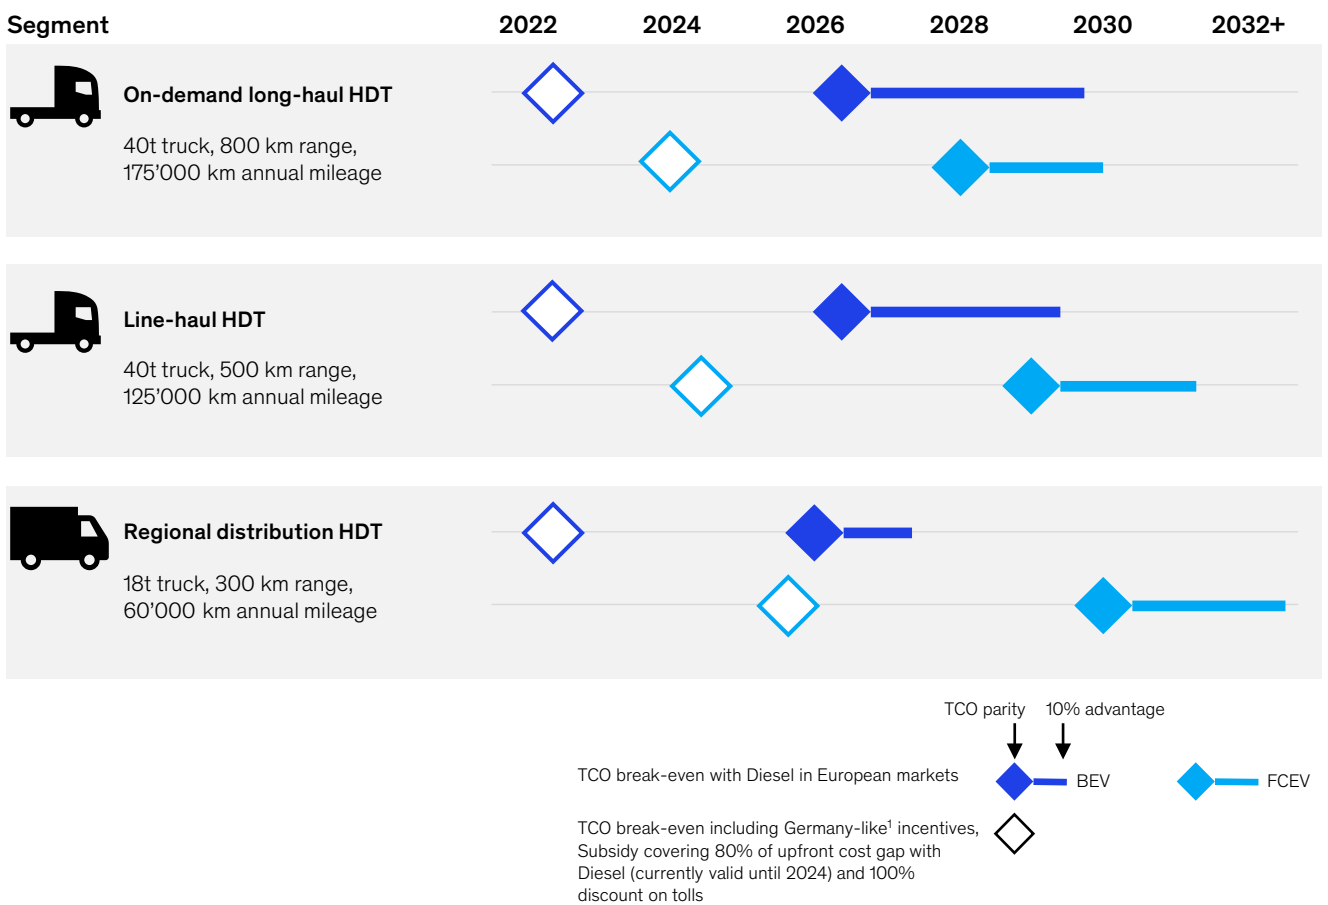 Segment 2022 2024 2026 2028 2030 2032+
On-demand long-haul HDT
40t truck, 800 km range,
175’000 km annual mileage
Line-haul HDT
40t truck, 500 km range,
125’000 km annual mileage
Regional distribution HDT
18t truck, 300 km range,
60’000 km annual mileage
TCO parity 10% advantage
TCO break-even with Diesel in European markets BEV FCEV
TCO break-even including Germany-like¹ incentives,
Subsidy covering 80% of upfront cost gap with
Diesel (currently valid until 2024) and 100%
discount on tolls